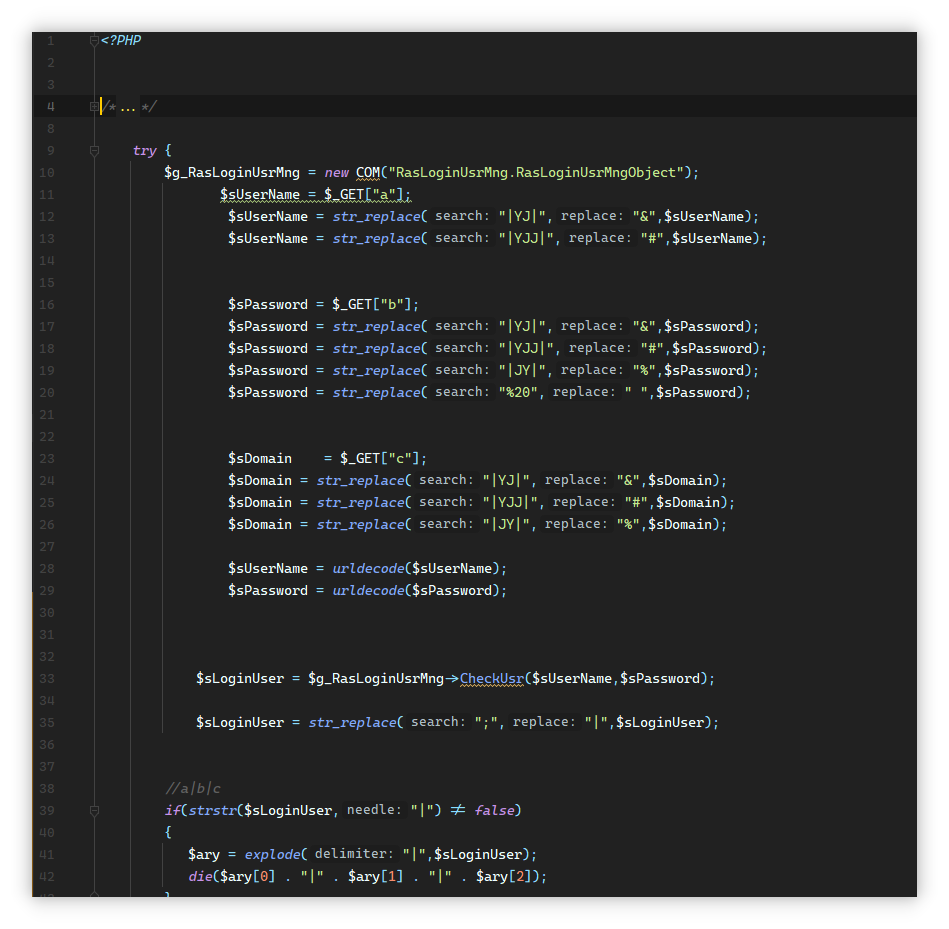 1 <?PHP
2
3
4 /* ... */
8
9 try {
10 $g_RasLoginUsrMng = new COM("RasLoginUsrMng.RasLoginUsrMngObject");
11 $sUserName = $_GET["a"];
12 $sUserName = str_replace( search: "|YJ|", replace: "&",$sUserName);
13 $sUserName = str_replace( search: "|YJJ|", replace: "#",$sUserName);
14
15
16 $sPassword = $_GET["b"];
17 $sPassword = str_replace( search: "|YJ|", replace: "&",$sPassword);
18 $sPassword = str_replace( search: "|YJJ|", replace: "#",$sPassword);
19 $sPassword = str_replace( search: "|JY|", replace: "%",$sPassword);
20 $sPassword = str_replace( search: "%20", replace: " ",$sPassword);
21
22
23 $sDomain    = $_GET["c"];
24 $sDomain = str_replace( search: "|YJ|", replace: "&",$sDomain);
25 $sDomain = str_replace( search: "|YJJ|", replace: "#",$sDomain);
26 $sDomain = str_replace( search: "|JY|", replace: "%",$sDomain);
27
28 $sUserName = urldecode($sUserName);
29 $sPassword = urldecode($sPassword);
30
31
32
33 $sLoginUser = $g_RasLoginUsrMng->CheckUsr($sUserName,$sPassword);
34
35 $sLoginUser = str_replace( search: ";", replace: "|",$sLoginUser);
36
37
38 //a|b|c
39 if(strstr($sLoginUser, needle: "|") != false)
40 {
41 $ary = explode( delimiter: "|",$sLoginUser);
42 die($ary[0] . "|" . $ary[1] . "|" . $ary[2]);